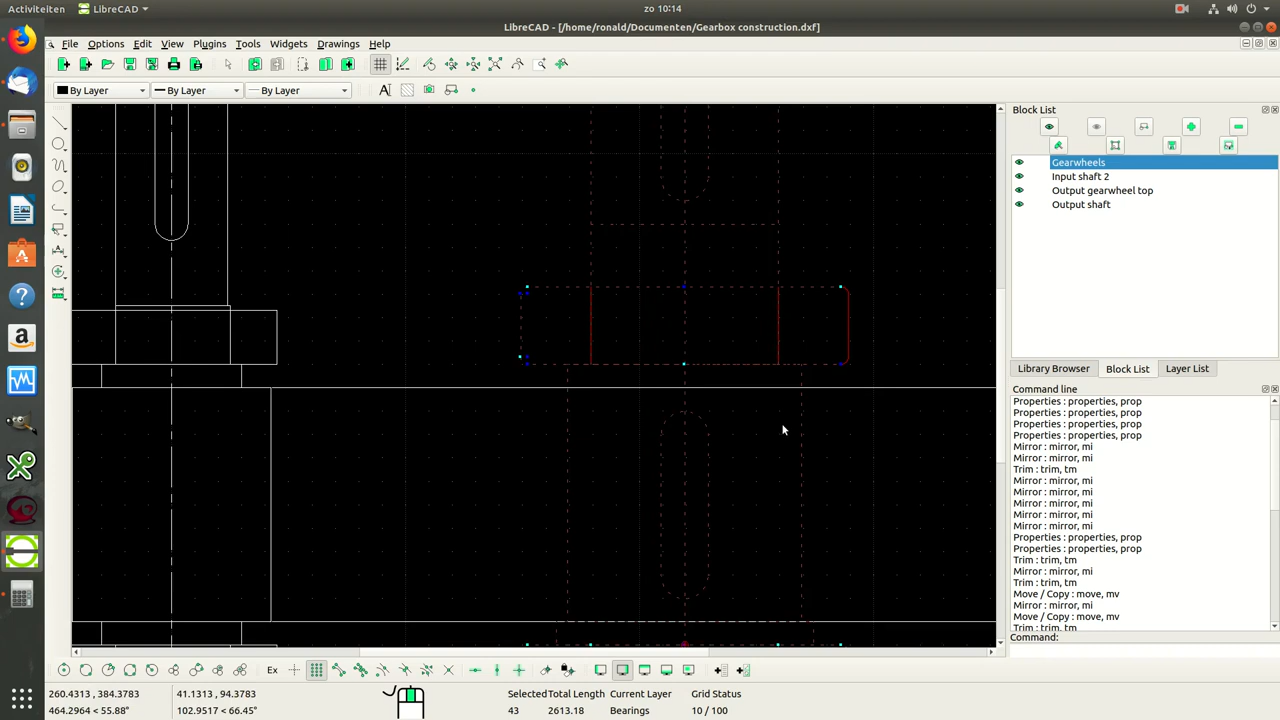 Activiteiten
LibreCAD
zo 10:14
LibreCAD - [/home/ronald/Documenten/Gearbox construction.dxf]
File Options Edit View Plugins Tools Widgets Drawings Help
By Layer By Layer By Layer
Block List
Gearwheels
Input shaft 2
Output gearwheel top
Output shaft
Library Browser Block List Layer List
Command line
Properties : properties, prop
Properties : properties, prop
Properties : properties, prop
Properties : properties, prop
Mirror : mirror, mi
Mirror : mirror, mi
Trim : trim, tm
Mirror : mirror, mi
Mirror : mirror, mi
Mirror : mirror, mi
Mirror : mirror, mi
Mirror : mirror, mi
Properties : properties, prop
Properties : properties, prop
Trim : trim, tm
Mirror : mirror, mi
Trim : trim, tm
Move / Copy : move, mv
Mirror : mirror, mi
Move / Copy : move, mv
Trim : trim, tm
Command:
Ex
260.4313 , 384.3783 41.1313 , 94.3783 Selected Total Length Current Layer Grid Status
464.2964 < 55.88° 102.9517 < 66.45° 43 2613.18 Bearings 10 / 100